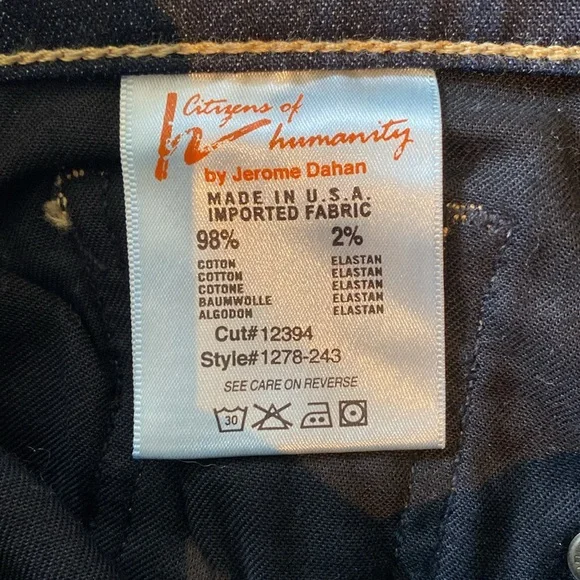 Citizens of
h humanity
by Jerome Dahan
MADE IN U.S.A.
IMPORTED FABRIC
98% 2%
COTON ELASTAN
COTTON ELASTAN
COTONE ELASTAN
BAUMWOLLE ELASTAN
ALGODON ELASTAN
Cut#12394
Style#1278-243
SEE CARE ON REVERSE
30